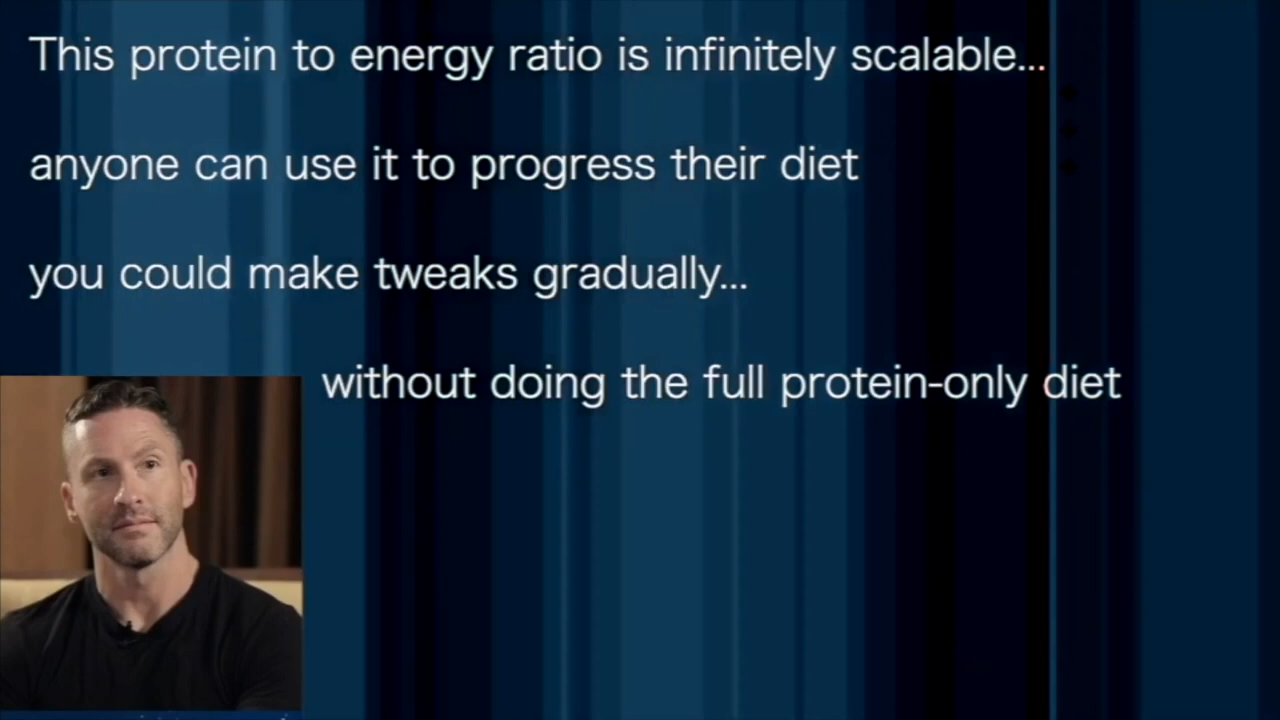 This protein to energy ratio is infinitely scalable...
anyone can use it to progress their diet
you could make tweaks gradually...
without doing the full protein-only diet